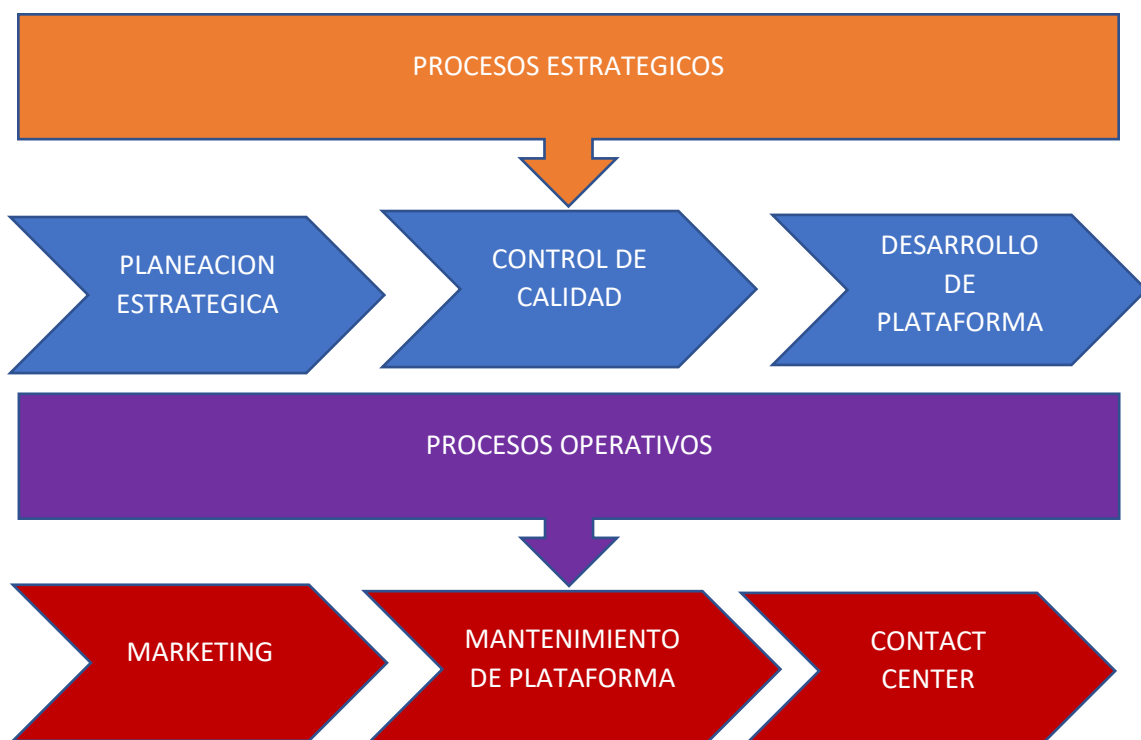 PROCESOS ESTRATEGICOS
PLANEACION
ESTRATEGICA
CONTROL DE
CALIDAD
DESARROLLO
DE
PLATAFORMA
PROCESOS OPERATIVOS
MARKETING
MANTENIMIENTO
DE PLATAFORMA
CONTACT
CENTER